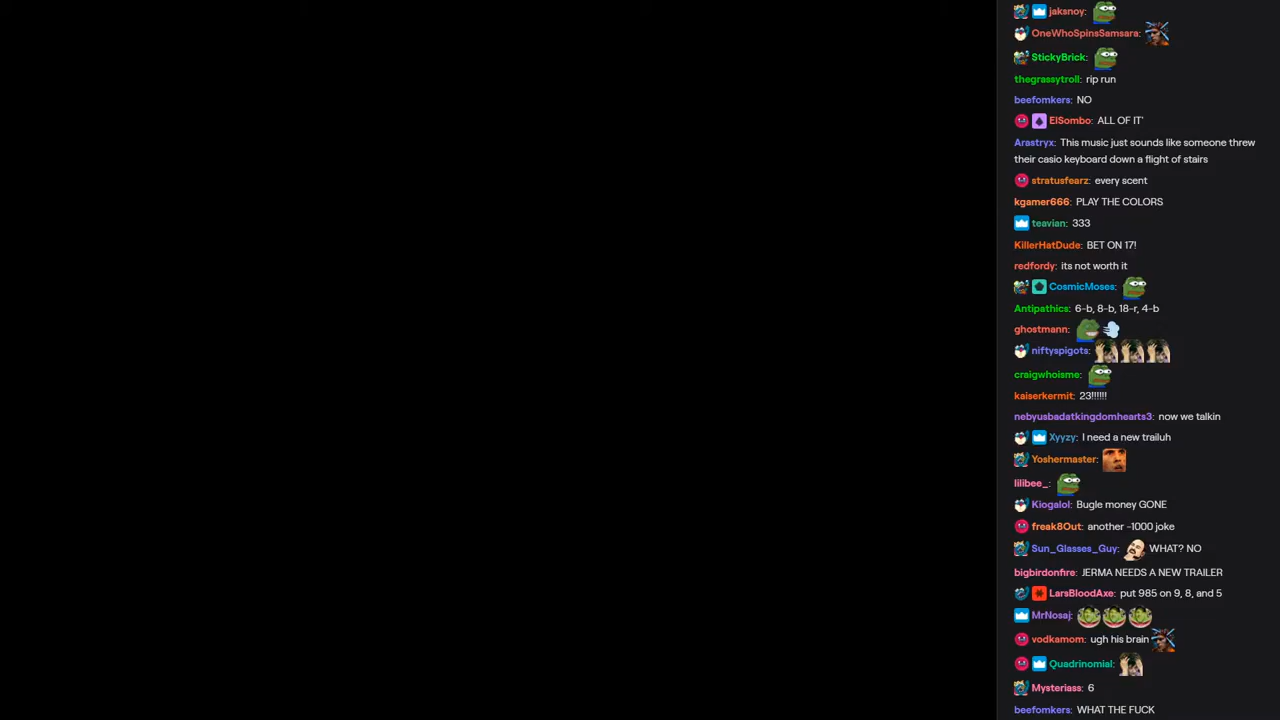 jaksnoy:
OneWhoSpinsSamsara:
StickyBrick:
thegrassytroll: rip run
beefomkers: NO
ElSombo: ALL OF IT`
Arastryx: This music just sounds like someone threw
their casio keyboard down a flight of stairs
stratusfearz: every scent
kgamer666: PLAY THE COLORS
teavian: 333
KillerHatDude: BET ON 17!
redfordy: its not worth it
CosmicMoses:
Antipathics: 6-b, 8-b, 18-r, 4-b
ghostmann:
niftyspigots:
craigwhoisme:
kaiserkermit: 23!!!!!!
nebyusbadatkingdomhearts3: now we talkin
Xyyzy: I need a new trailuh
Yoshermaster:
lilibee_:
Kiogalol: Bugle money GONE
freak8Out: another -1000 joke
Sun_Glasses_Guy: WHAT? NO
bigbirdonfire: JERMA NEEDS A NEW TRAILER
LarsBloodAxe: put 985 on 9, 8, and 5
MrNosaj:
vodkamom: ugh his brain
Quadrinomial:
Mysteriass: 6
beefomkers: WHAT THE FUCK